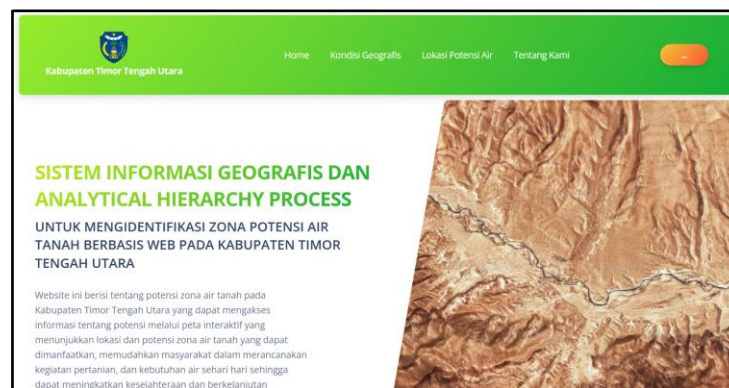 Kabupaten Timor Tengah Utara
Home Kondisi Geografis Lokasi Potensi Air Tentang Kami
...
SISTEM INFORMASI GEOGRAFIS DAN
ANALYTICAL HIERARCHY PROCESS
UNTUK MENGIDENTIFIKASI ZONA POTENSI AIR
TANAH BERBASIS WEB PADA KABUPATEN TIMOR
TENGAH UTARA
Website ini berisi tentang potensi zona air tanah pada
Kabupaten Timor Tengah Utara yang dapat mengakses
informasi tentang potensi melalui peta interaktif yang
menunjukkan lokasi dan potensi zona air tanah yang dapat
dimanfaatkan, memudahkan masyarakat dalam merancanakan
kegiatan pertanian, dan kebutuhan air sehari hari sehingga
dapat meningkatkan kesejahteraan dan berkelanjutan